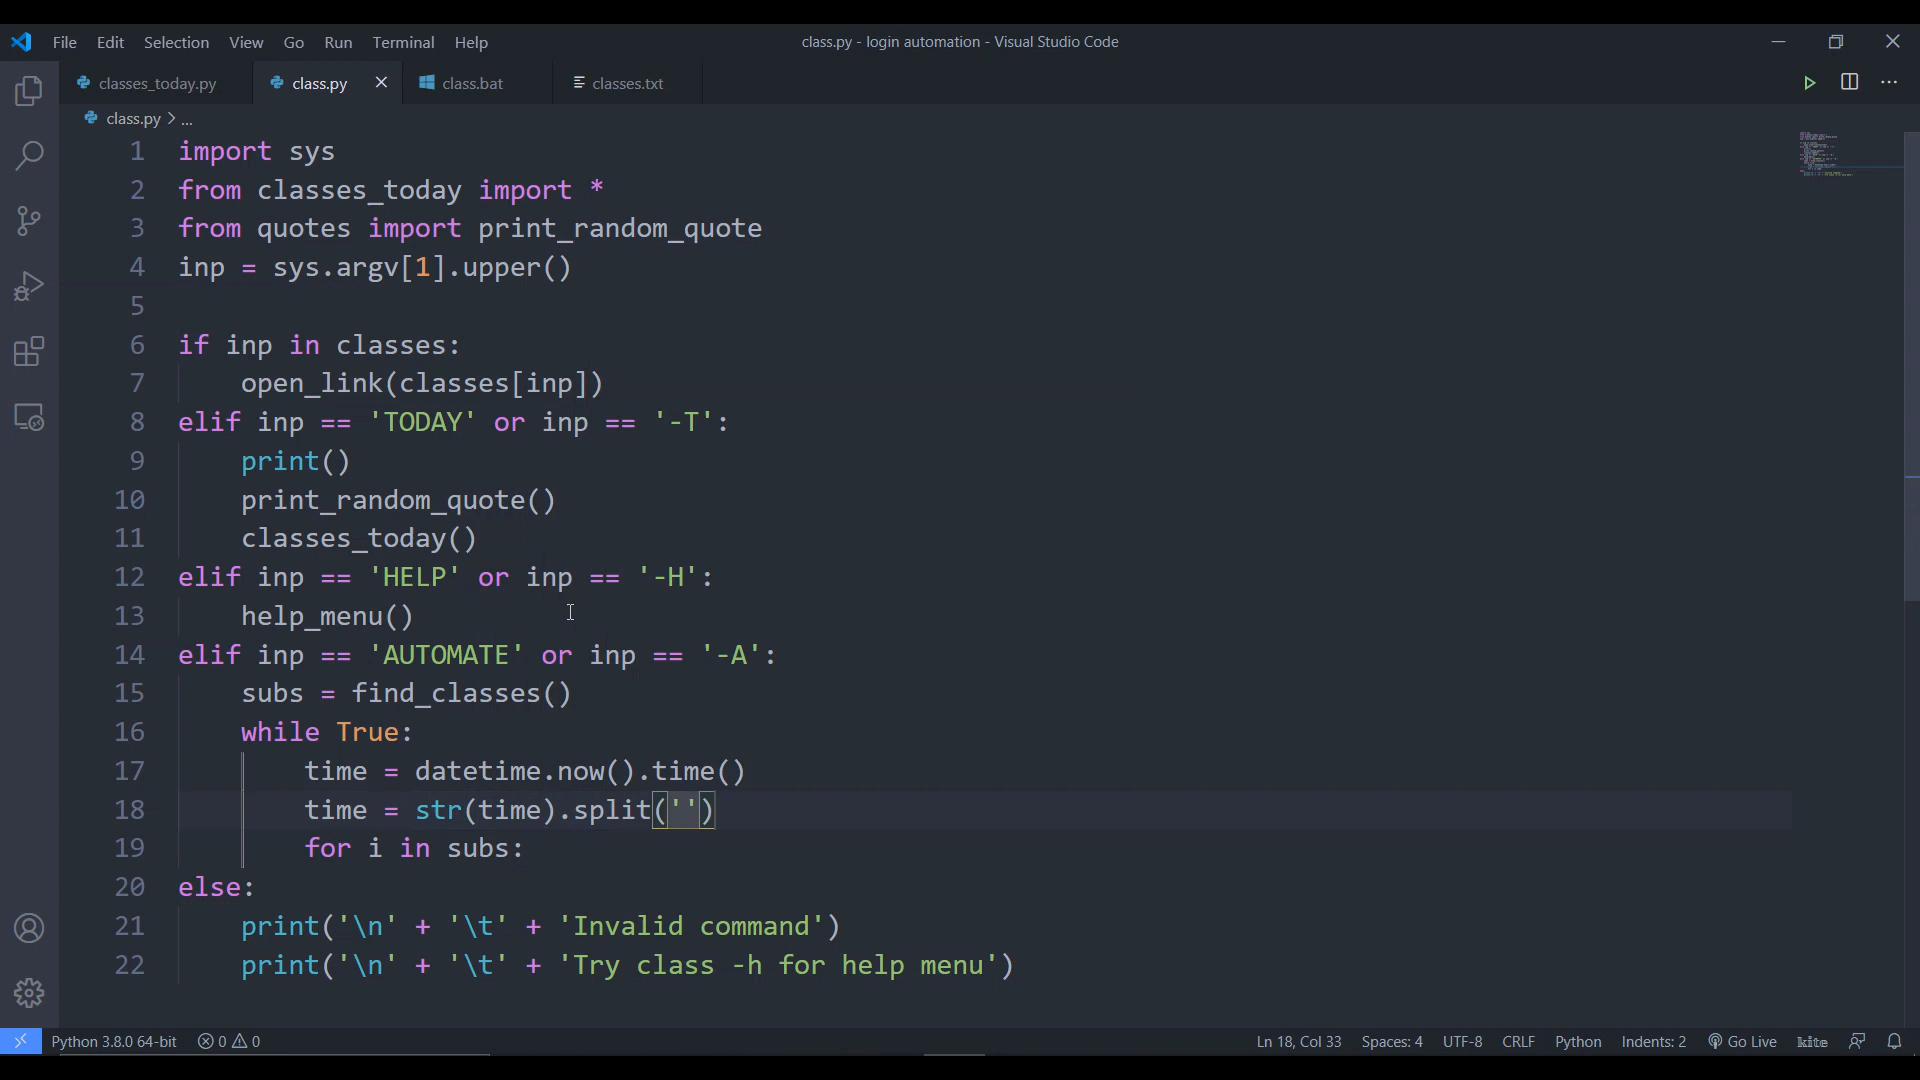 File Edit Selection View Go Run Terminal Help
class.py - login automation - Visual Studio Code
classes_today.py class.py class.bat classes.txt
class.py > ...
1 import sys
2 from classes_today import *
3 from quotes import print_random_quote
4 inp = sys.argv[1].upper()
5
6 if inp in classes:
7     open_link(classes[inp])
8 elif inp == 'TODAY' or inp == '-T':
9     print()
10     print_random_quote()
11     classes_today()
12 elif inp == 'HELP' or inp == '-H':
13     help_menu()
14 elif inp == 'AUTOMATE' or inp == '-A':
15     subs = find_classes()
16     while True:
17         time = datetime.now().time()
18         time = str(time).split('')
19         for i in subs:
20 else:
21     print('\n' + '\t' + 'Invalid command')
22     print('\n' + '\t' + 'Try class -h for help menu')
Python 3.8.0 64-bit 0 0 Ln 18, Col 33 Spaces: 4 UTF-8 CRLF Python Indents: 2 Go Live kite